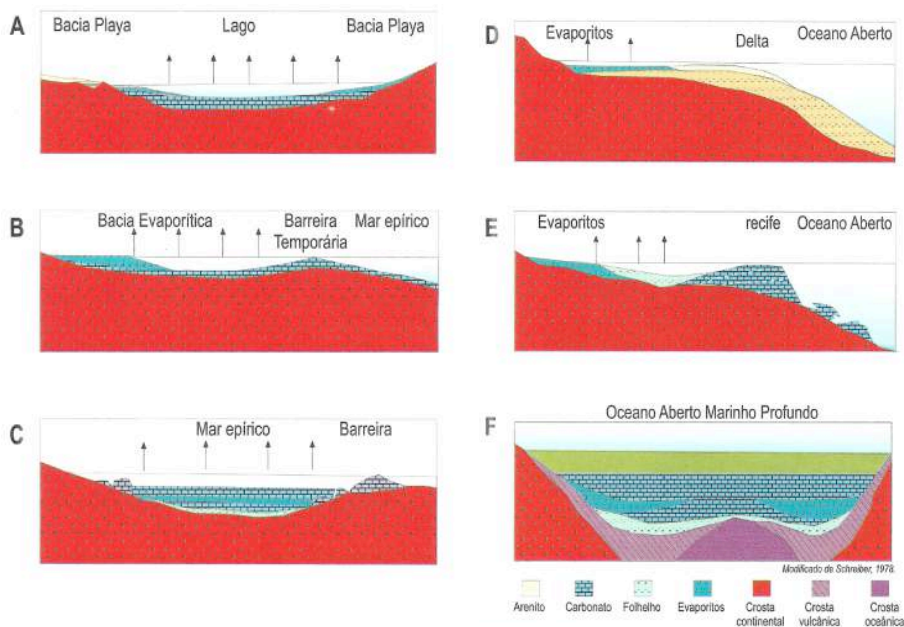 A
Bacia Playa
Lago
Bacia Playa
B
Bacia Evaporítica
Barreira
Temporária
Mar epírico
C
Mar epírico
Barreira
D
Evaporitos
Delta
Oceano Aberto
E
Evaporitos
recife
Oceano Aberto
F
Oceano Aberto Marinho Profundo
Modificado de Schreiber, 1978.
Arenito
Carbonato
Folhelho
Evaporitos
Crosta
continental
Crosta
vulcânica
Crosta
oceânica